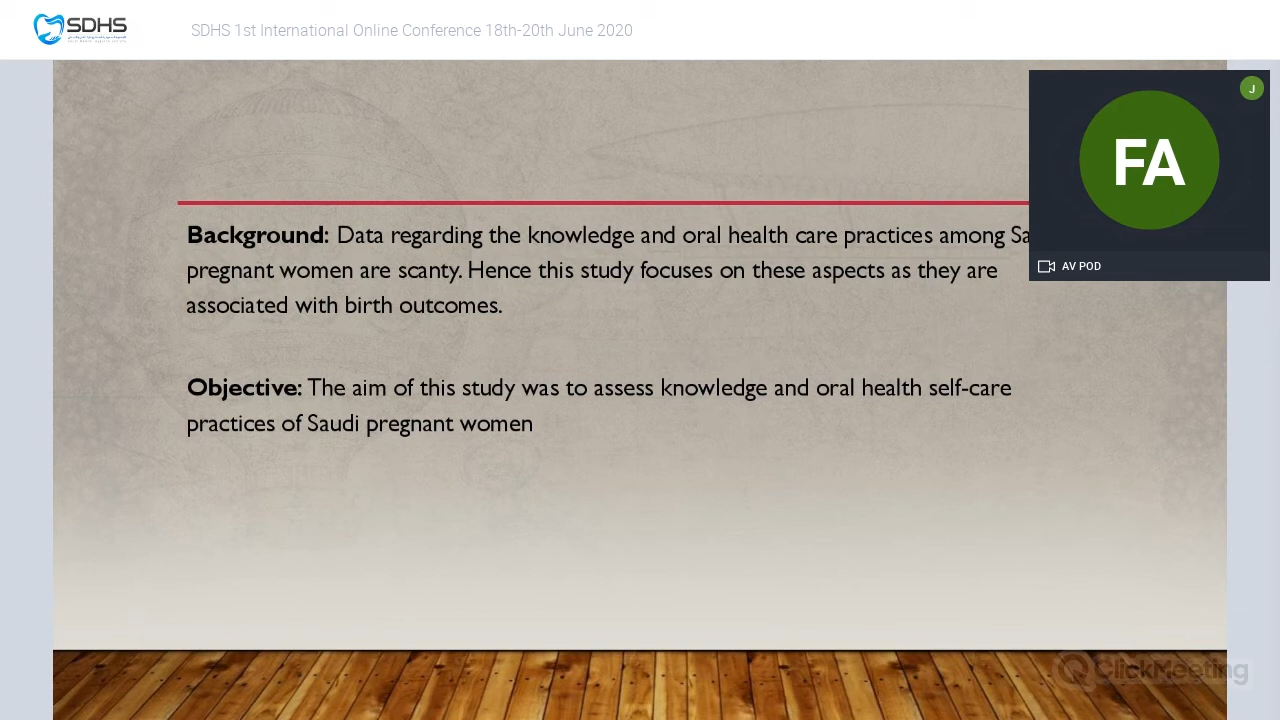 SDHS
SDHS 1st International Online Conference 18th-20th June 2020
J
FA
AV POD
Background: Data regarding the knowledge and oral health care practices among
pregnant women are scanty. Hence this study focuses on these aspects as they are
associated with birth outcomes.
Objective: The aim of this study was to assess knowledge and oral health self-care
practices of Saudi pregnant women
ClickMeeting